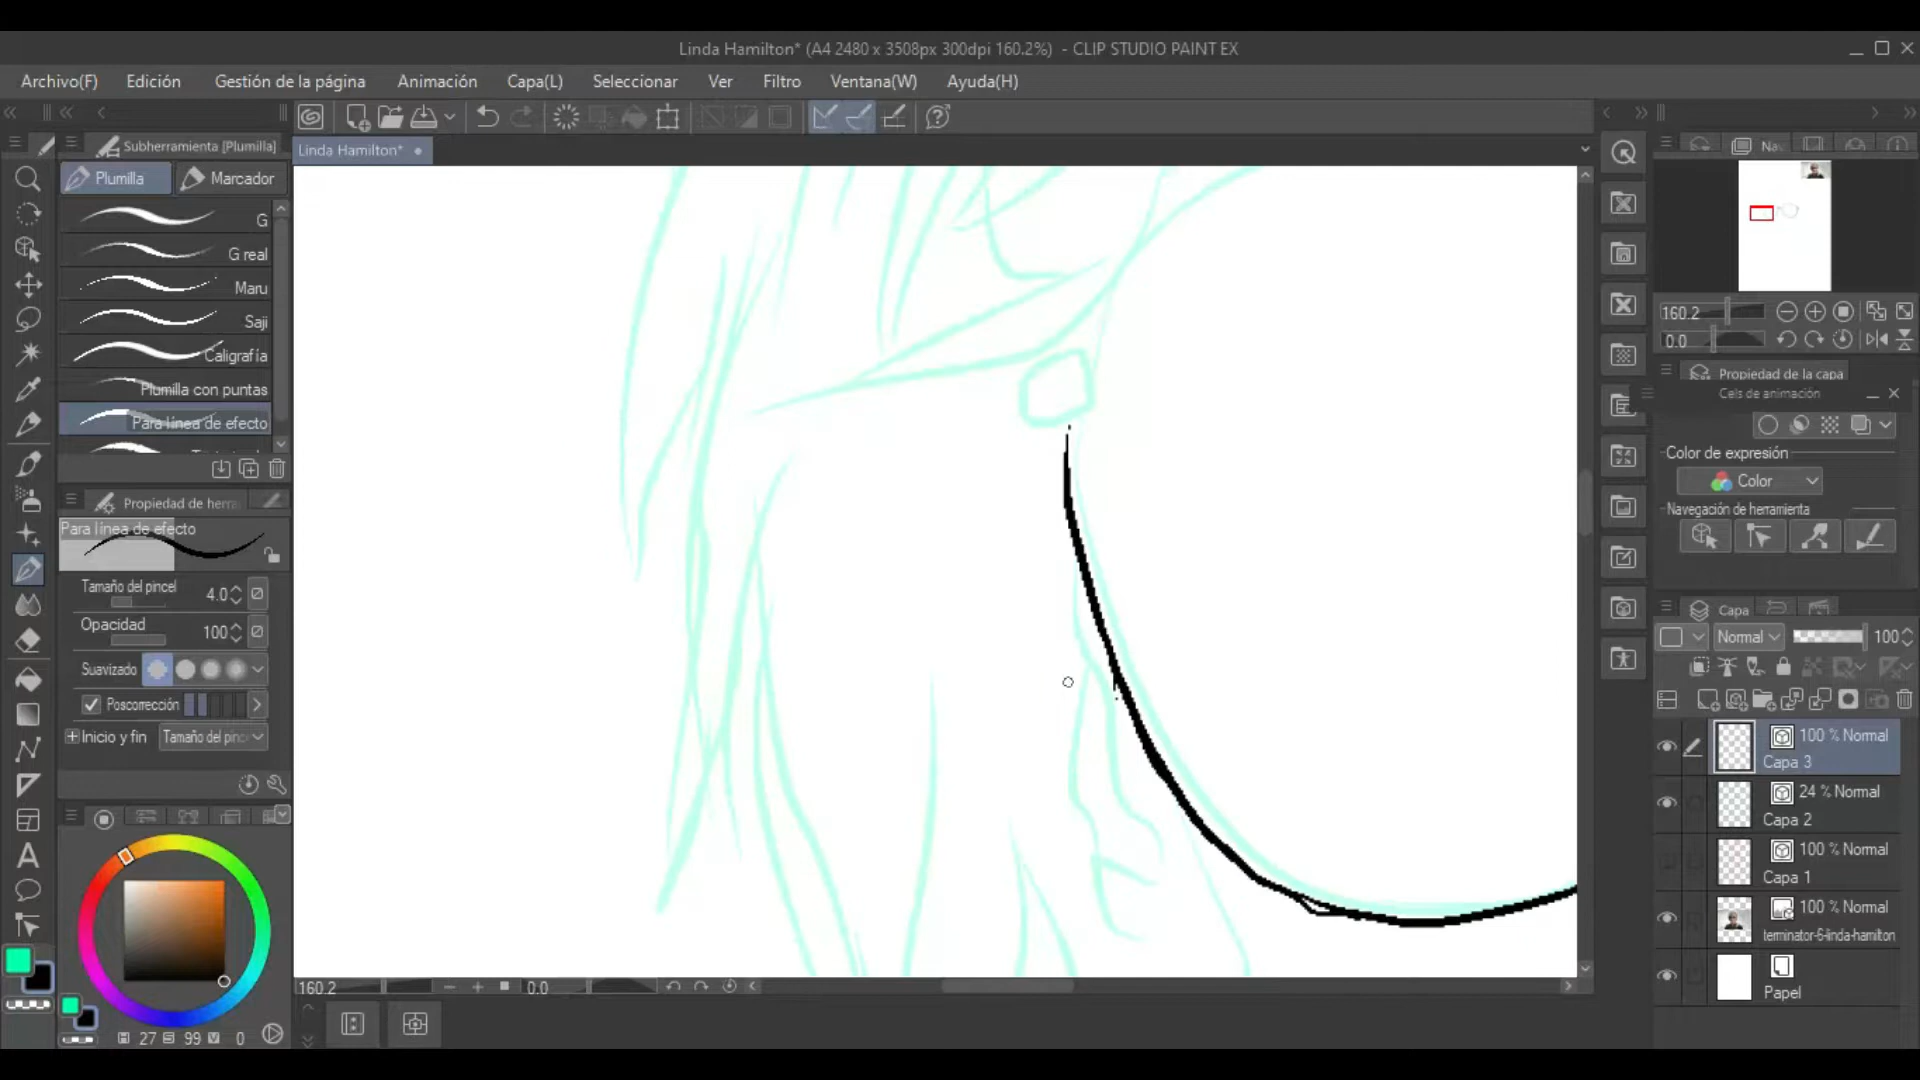 Linda Hamilton* (A4 2480 x 3508px 300dpi 160.2%) - CLIP STUDIO PAINT EX
Archivo(F) Edición Gestión de la página Animación Capa(L) Seleccionar Ver Filtro Ventana(W) Ayuda(H)
Subherramienta [Plumilla]
Linda Hamilton*
Plumilla Marcador
G
G real
Maru
Saji
Caligrafía
Plumilla con puntas
Para línea de efecto
Propiedad de herra
Para línea de efecto
Tamaño del pincel 4.0
Opacidad 100
Suavizado
Poscorrección
Inicio y fin Tamaño del pinc
27 99 0
160.2 0.0
Nav
160.2
0.0
Propiedad de la capa
Cels de animación
Color de expresión
Color
Navegación de herramienta
Capa
Normal 100
100 % Normal
Capa 3
24 % Normal
Capa 2
100 % Normal
Capa 1
100 % Normal
terminator-6-linda-hamilton
Papel